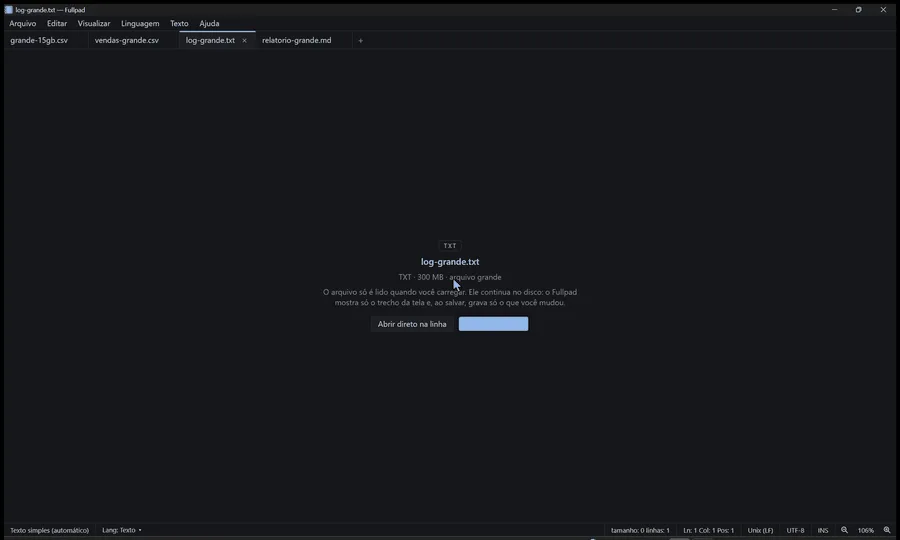 log-grande.txt — Fullpad
Arquivo Editar Visualizar Linguagem Texto Ajuda
grande-15gb.csv vendas-grande.csv log-grande.txt × relatorio-grande.md +
TXT
log-grande.txt
TXT · 300 MB · arquivo grande
O arquivo só é lido quando você carregar. Ele continua no disco: o Fullpad
mostra só o trecho da tela e, ao salvar, grava só o que você mudou.
Abrir direto na linha
Texto simples (automático) Lang: Texto tamanho: 0 linhas: 1 Ln: 1 Col: 1 Pos: 1 Unix (LF) UTF-8 INS 106%